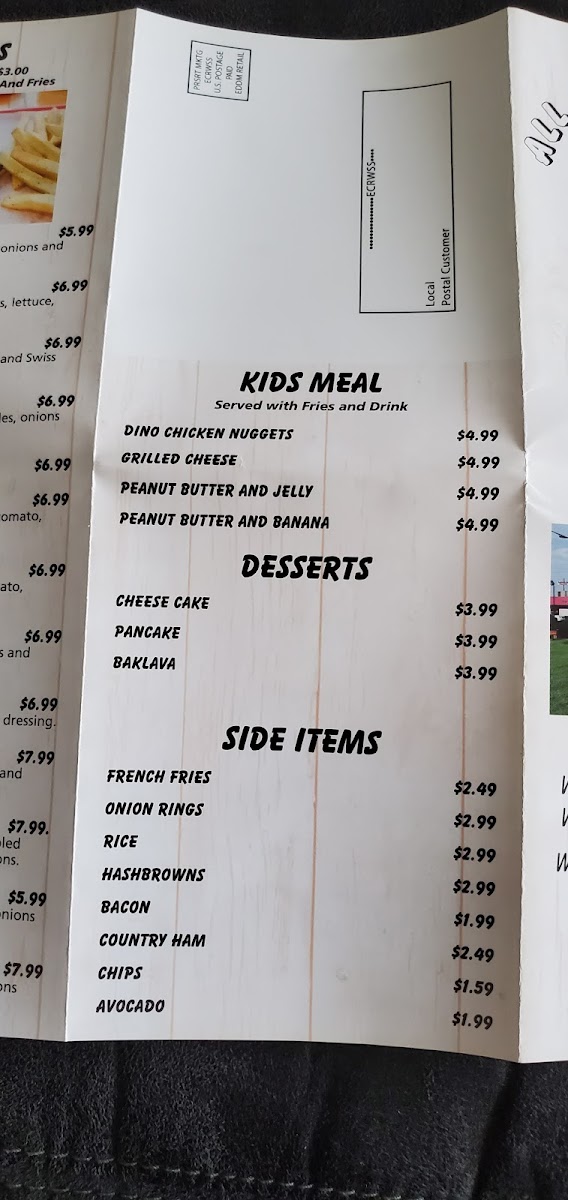 S
$3.00
And Fries
$5.99
onions and
$6.99
s, lettuce,
$6.99
and Swiss
$6.99
les, onions
$6.99
$6.99
omato,
$6.99
ato,
$6.99
s and
$6.99
dressing.
$7.99
and
$7.99.
led
ons.
$5.99
nions
$7.99
ons
PRSRT MKTG
ECRWSS
U.S. POSTAGE
PAID
EDDM RETAIL
****************ECRWSS****
Local
Postal Customer
KIDS MEAL
Served with Fries and Drink
DINO CHICKEN NUGGETS $4.99
GRILLED CHEESE $4.99
PEANUT BUTTER AND JELLY $4.99
PEANUT BUTTER AND BANANA $4.99
DESSERTS
CHEESE CAKE $3.99
PANCAKE $3.99
BAKLAVA $3.99
SIDE ITEMS
FRENCH FRIES $2.49
ONION RINGS $2.99
RICE $2.99
HASHBROWNS $2.99
BACON $1.99
COUNTRY HAM $2.49
CHIPS $1.59
AVOCADO $1.99
ALL
W